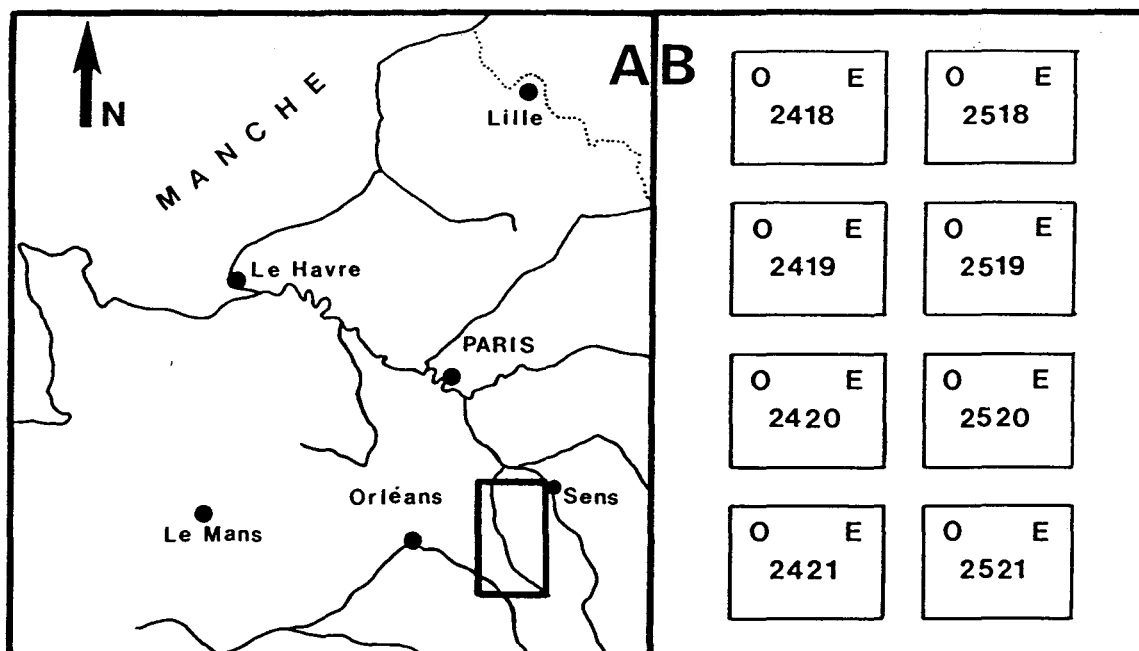 N
MANCHE
Lille
Le Havre
PARIS
Orléans
Sens
Le Mans
A
B
O E
2418
O E
2518
O E
2419
O E
2519
O E
2420
O E
2520
O E
2421
O E
2521